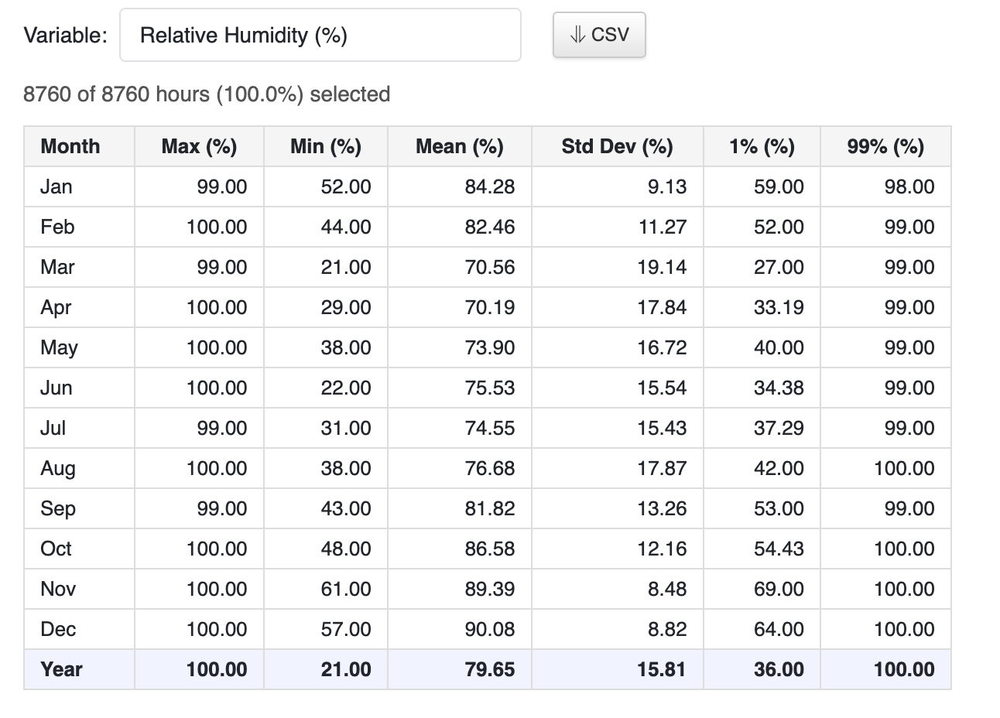 Variable: Relative Humidity (%) ⥥ CSV
8760 of 8760 hours (100.0%) selected
Month Max (%) Min (%) Mean (%) Std Dev (%) 1% (%) 99% (%)
Jan 99.00 52.00 84.28 9.13 59.00 98.00
Feb 100.00 44.00 82.46 11.27 52.00 99.00
Mar 99.00 21.00 70.56 19.14 27.00 99.00
Apr 100.00 29.00 70.19 17.84 33.19 99.00
May 100.00 38.00 73.90 16.72 40.00 99.00
Jun 100.00 22.00 75.53 15.54 34.38 99.00
Jul 99.00 31.00 74.55 15.43 37.29 99.00
Aug 100.00 38.00 76.68 17.87 42.00 100.00
Sep 99.00 43.00 81.82 13.26 53.00 99.00
Oct 100.00 48.00 86.58 12.16 54.43 100.00
Nov 100.00 61.00 89.39 8.48 69.00 100.00
Dec 100.00 57.00 90.08 8.82 64.00 100.00
Year 100.00 21.00 79.65 15.81 36.00 100.00